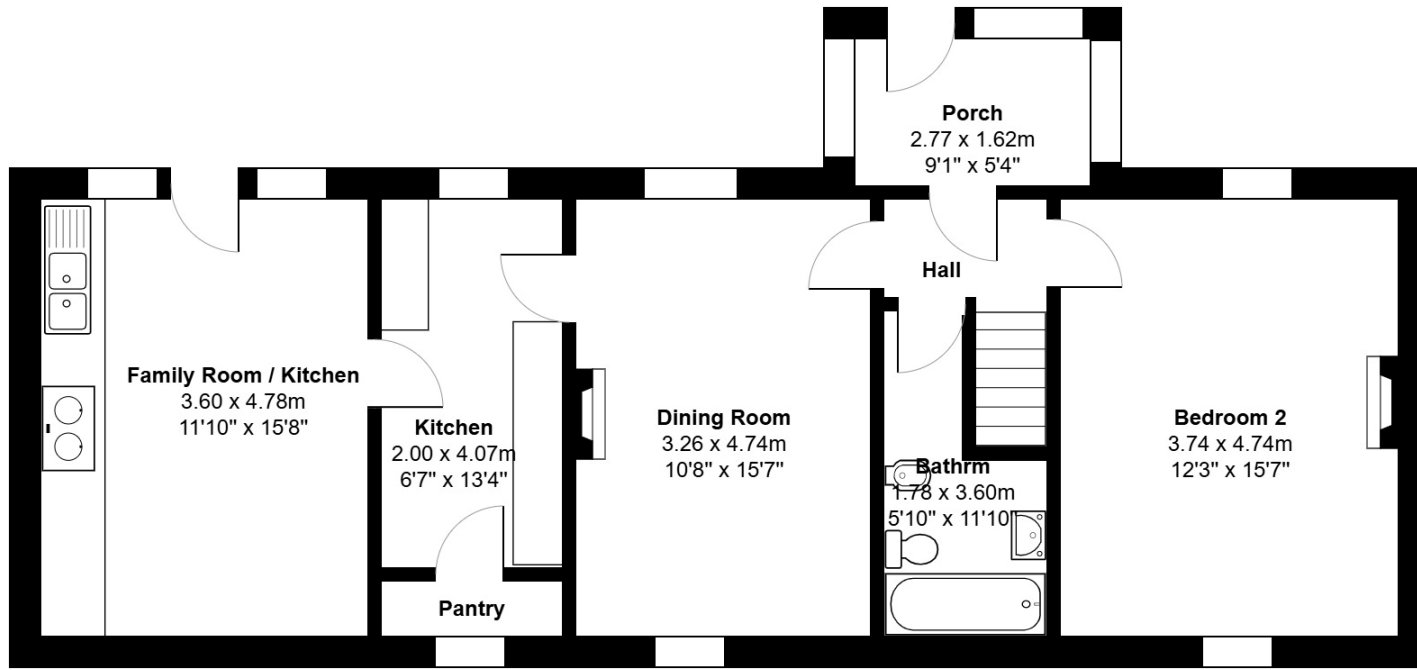 Porch
2.77 x 1.62m
9'1" x 5'4"
Hall
Family Room / Kitchen
3.60 x 4.78m
11'10" x 15'8"
Kitchen
2.00 x 4.07m
6'7" x 13'4"
Dining Room
3.26 x 4.74m
10'8" x 15'7"
Bedroom 2
3.74 x 4.74m
12'3" x 15'7"
Bathrm
1.78 x 3.60m
5'10" x 11'10"
Pantry